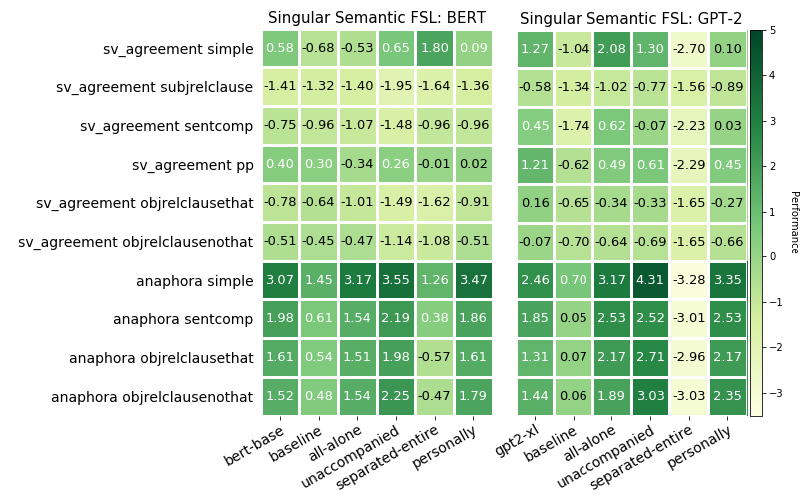 Singular Semantic FSL: BERT Singular Semantic FSL: GPT-2
sv_agreement simple 0.58 -0.68 -0.53 0.65 1.80 0.09 1.27 -1.04 2.08 1.30 -2.70 0.10
sv_agreement subjrelclause -1.41 -1.32 -1.40 -1.95 -1.64 -1.36 -0.58 -1.34 -1.02 -0.77 -1.56 -0.89
sv_agreement sentcomp -0.75 -0.96 -1.07 -1.48 -0.96 -0.96 0.45 -1.74 0.62 -0.07 -2.23 0.03
sv_agreement pp 0.40 0.30 -0.34 0.26 -0.01 0.02 1.21 -0.62 0.49 0.61 -2.29 0.45
sv_agreement objrelclausethat -0.78 -0.64 -1.01 -1.49 -1.62 -0.91 0.16 -0.65 -0.34 -0.33 -1.65 -0.27
sv_agreement objrelclausenothat -0.51 -0.45 -0.47 -1.14 -1.08 -0.51 -0.07 -0.70 -0.64 -0.69 -1.65 -0.66
anaphora simple 3.07 1.45 3.17 3.55 1.26 3.47 2.46 0.70 3.17 4.31 -3.28 3.35
anaphora sentcomp 1.98 0.61 1.54 2.19 0.38 1.86 1.85 0.05 2.53 2.52 -3.01 2.53
anaphora objrelclausethat 1.61 0.54 1.51 1.98 -0.57 1.61 1.31 0.07 2.17 2.71 -2.96 2.17
anaphora objrelclausenothat 1.52 0.48 1.54 2.25 -0.47 1.79 1.44 0.06 1.89 3.03 -3.03 2.35
bert-base baseline all-alone unaccompanied separated-entire personally gpt2-xl baseline all-alone unaccompanied separated-entire personally
5
4
3
2
1
0
−1
−2
−3
Performance